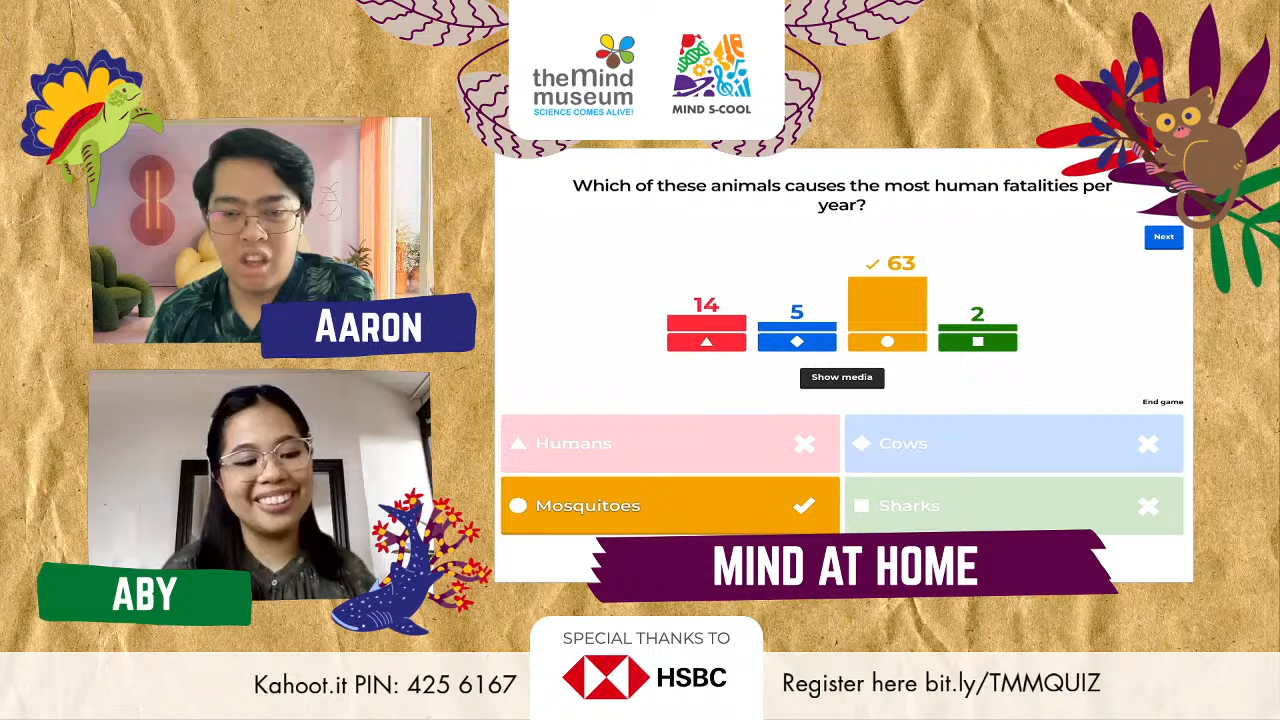 theMind
museum
SCIENCE COMES ALIVE!
MIND S-COOL
Which of these animals causes the most human fatalities per
year?
Next
14
5
63
2
Show media
End game
Humans
Cows
Mosquitoes
Sharks
AARON
ABY
MIND AT HOME
SPECIAL THANKS TO
HSBC
Kahoot.it PIN: 425 6167
Register here bit.ly/TMMQUIZ